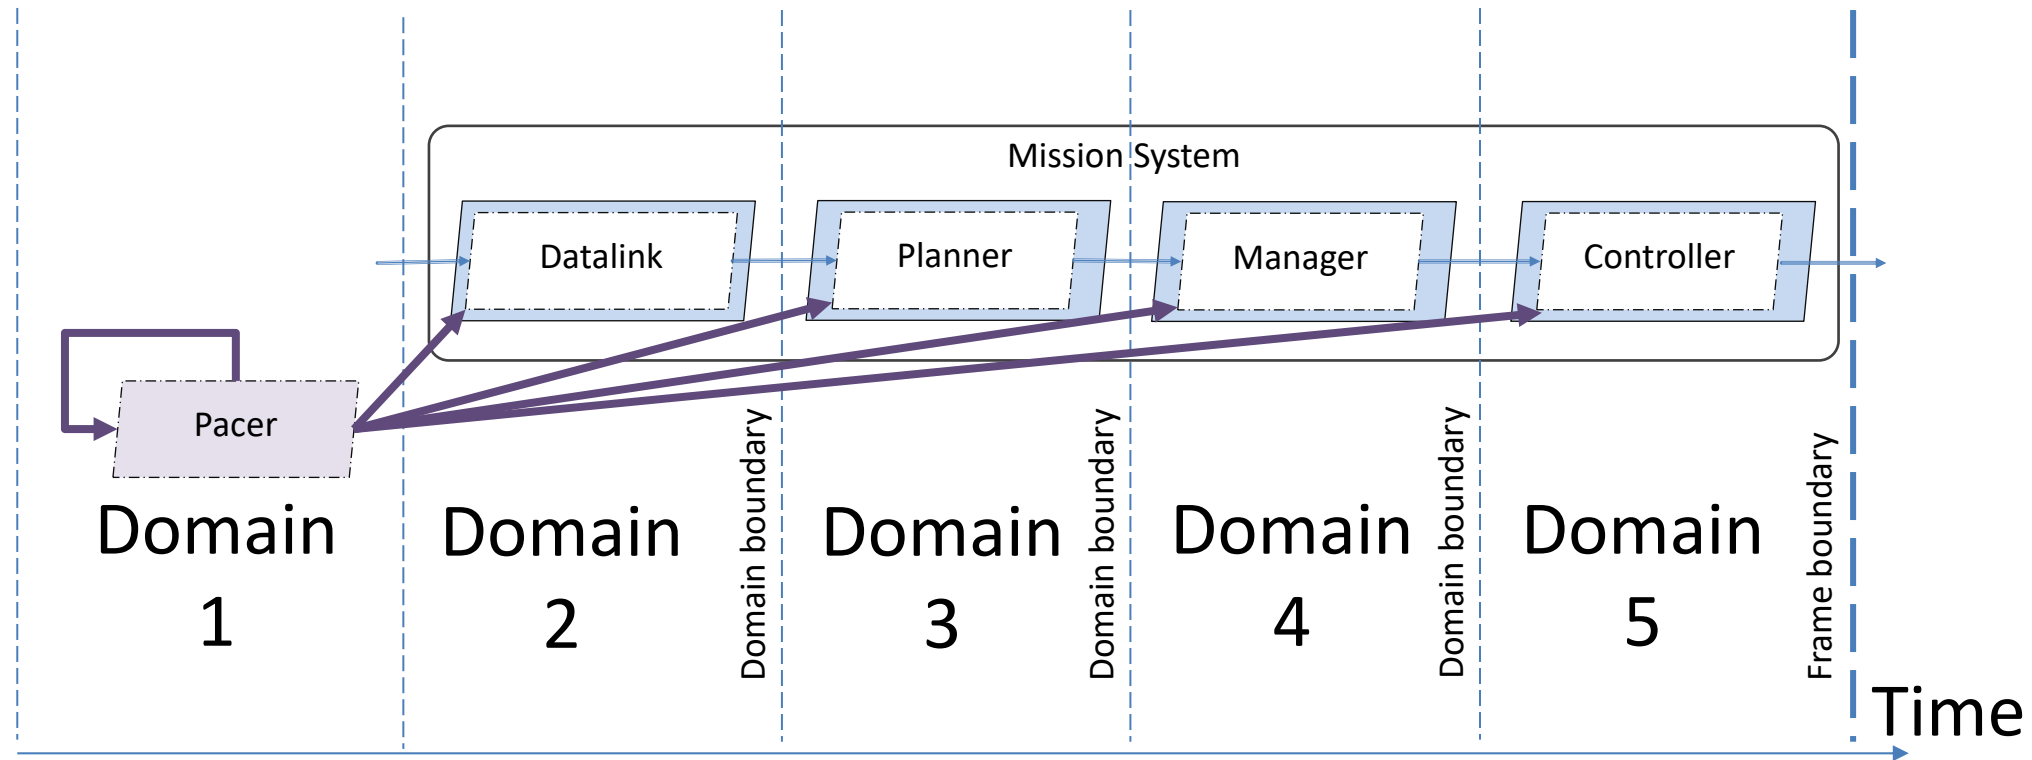 Mission System
Datalink
Planner
Manager
Controller
Pacer
Domain
1
Domain
2
Domain boundary
Domain
3
Domain boundary
Domain
4
Domain boundary
Domain
5
Frame boundary
Time